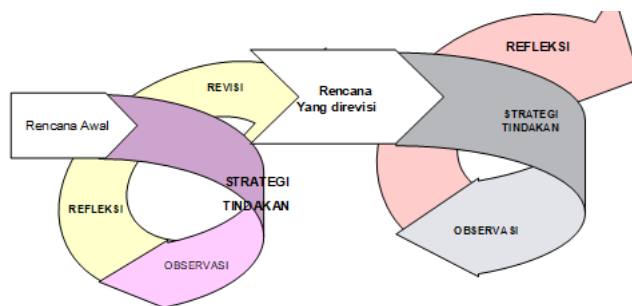 Rencana Awal
STRATEGI
TINDAKAN
OBSERVASI
REFLEKSI
REVISI
Rencana
Yang direvisi
STRATEGI
TINDAKAN
OBSERVASI
REFLEKSI